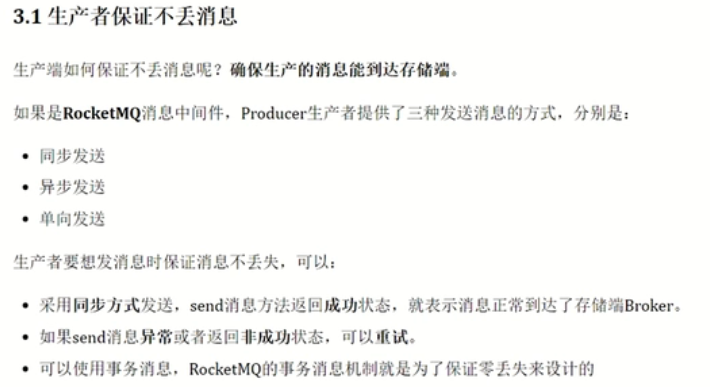 3.1 生产者保证不丢消息
生产端如何保证不丢消息呢？确保生产的消息能到达存储端。
如果是RocketMQ消息中间件，Producer生产者提供了三种发送消息的方式，分别是：
• 同步发送
• 异步发送
• 单向发送
生产者要想发消息时保证消息不丢失，可以：
• 采用同步方式发送，send消息方法返回成功状态，就表示消息正常到达了存储端Broker。
• 如果send消息异常或者返回非成功状态，可以重试。
• 可以使用事务消息，RocketMQ的事务消息机制就是为了保证零丢失来设计的